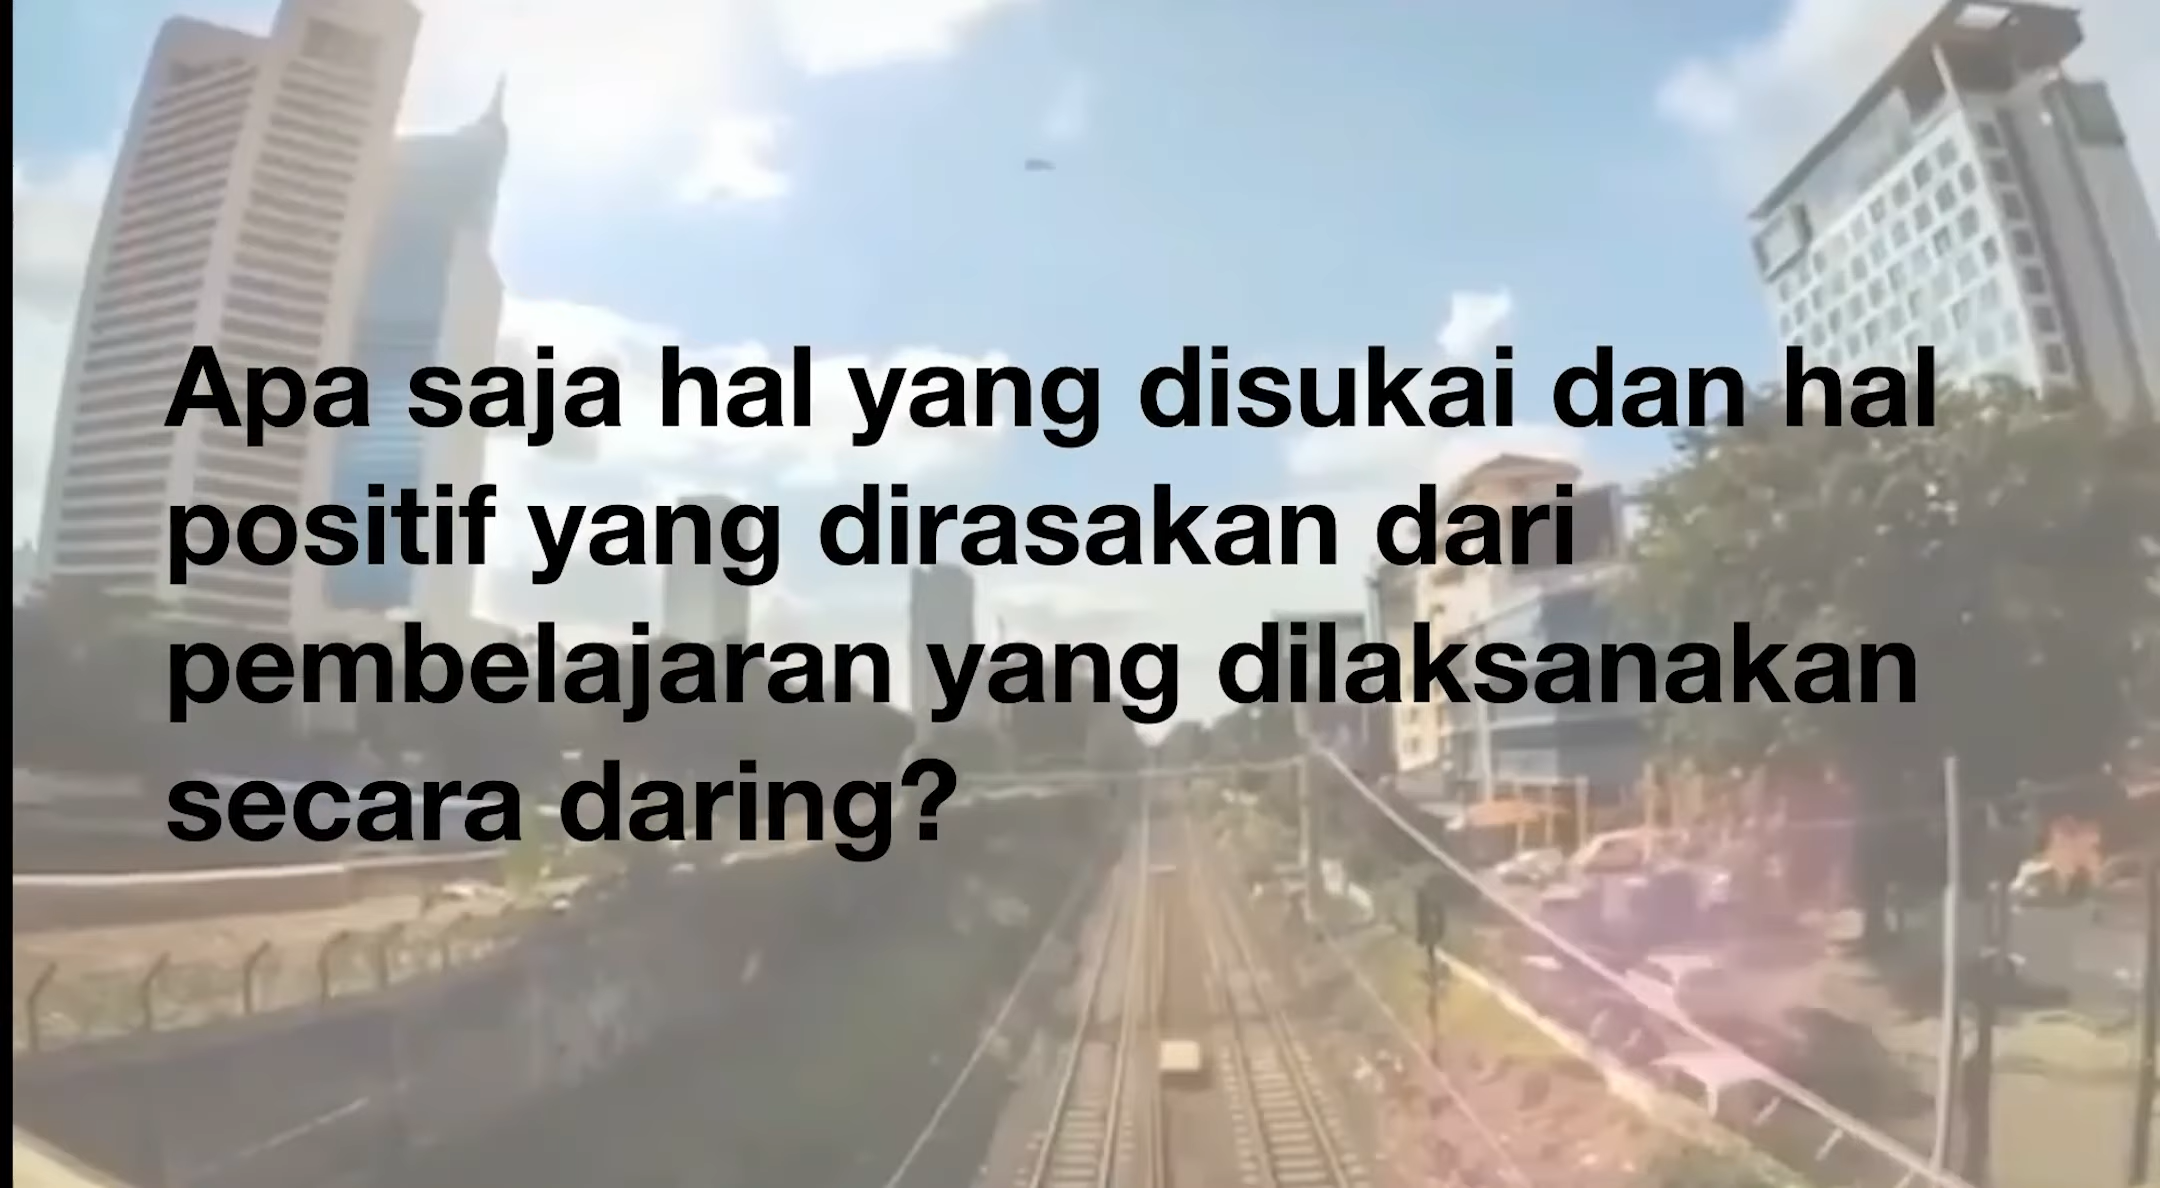 Apa saja hal yang disukai dan hal
positif yang dirasakan dari
pembelajaran yang dilaksanakan
secara daring?